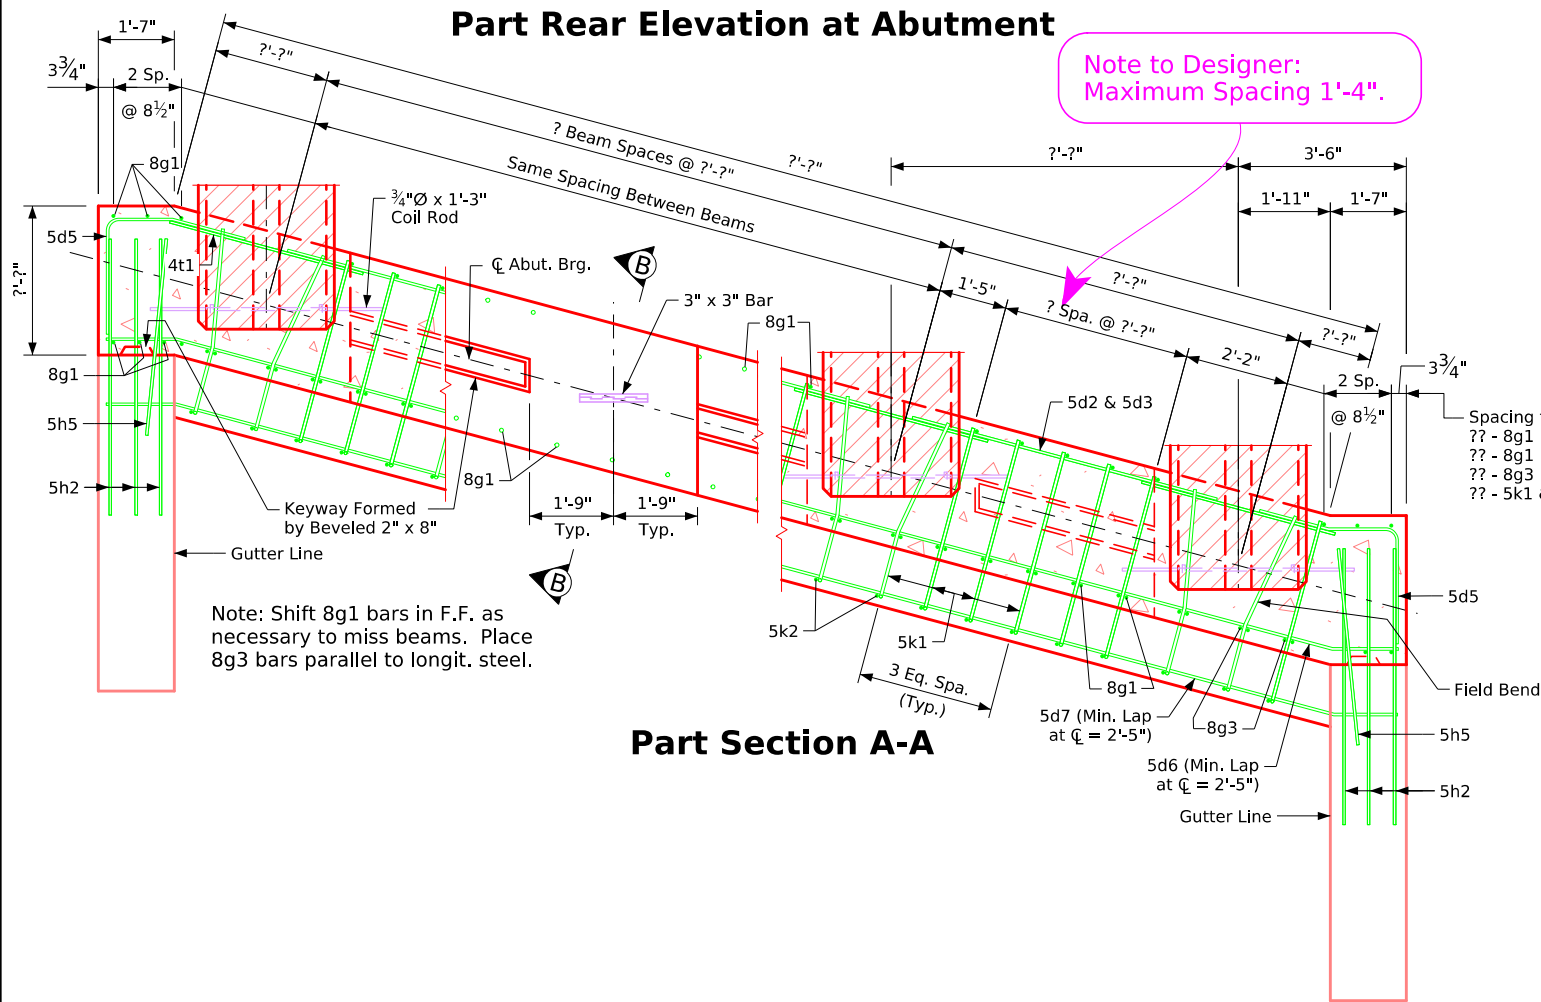 Part Rear Elevation at Abutment
1'-7"
3¾"
2 Sp.
@ 8½"
?'-?"
? Beam Spaces @ ?'-?"
?'-?"
Same Spacing Between Beams
Note to Designer:
Maximum Spacing 1'-4".
?'-?"
3'-6"
1'-11"
1'-7"
8g1
5d5
4t1
?'-?"
¾"Ø x 1'-3"
Coil Rod
℄ Abut. Brg.
B
3" x 3" Bar
8g1
1'-5"
? Spa. @ ?'-?"
?'-?"
?'-?"
2'-2"
2 Sp.
@ 8½"
3¾"
5d2 & 5d3
Spacing
?? - 8g1
?? - 8g1
?? - 8g3
?? - 5k1
8g1
5h5
5h2
8g1
Keyway Formed
by Beveled 2" x 8"
1'-9"
Typ.
1'-9"
Typ.
Gutter Line
B
Note: Shift 8g1 bars in F.F. as
necessary to miss beams. Place
8g3 bars parallel to longit. steel.
5k2
5k1
3 Eq. Spa.
(Typ.)
8g1
5d7 (Min. Lap
at ℄ = 2'-5")
8g3
5d6 (Min. Lap
at ℄ = 2'-5")
5d5
Field Bend
5h5
5h2
Gutter Line
Part Section A-A